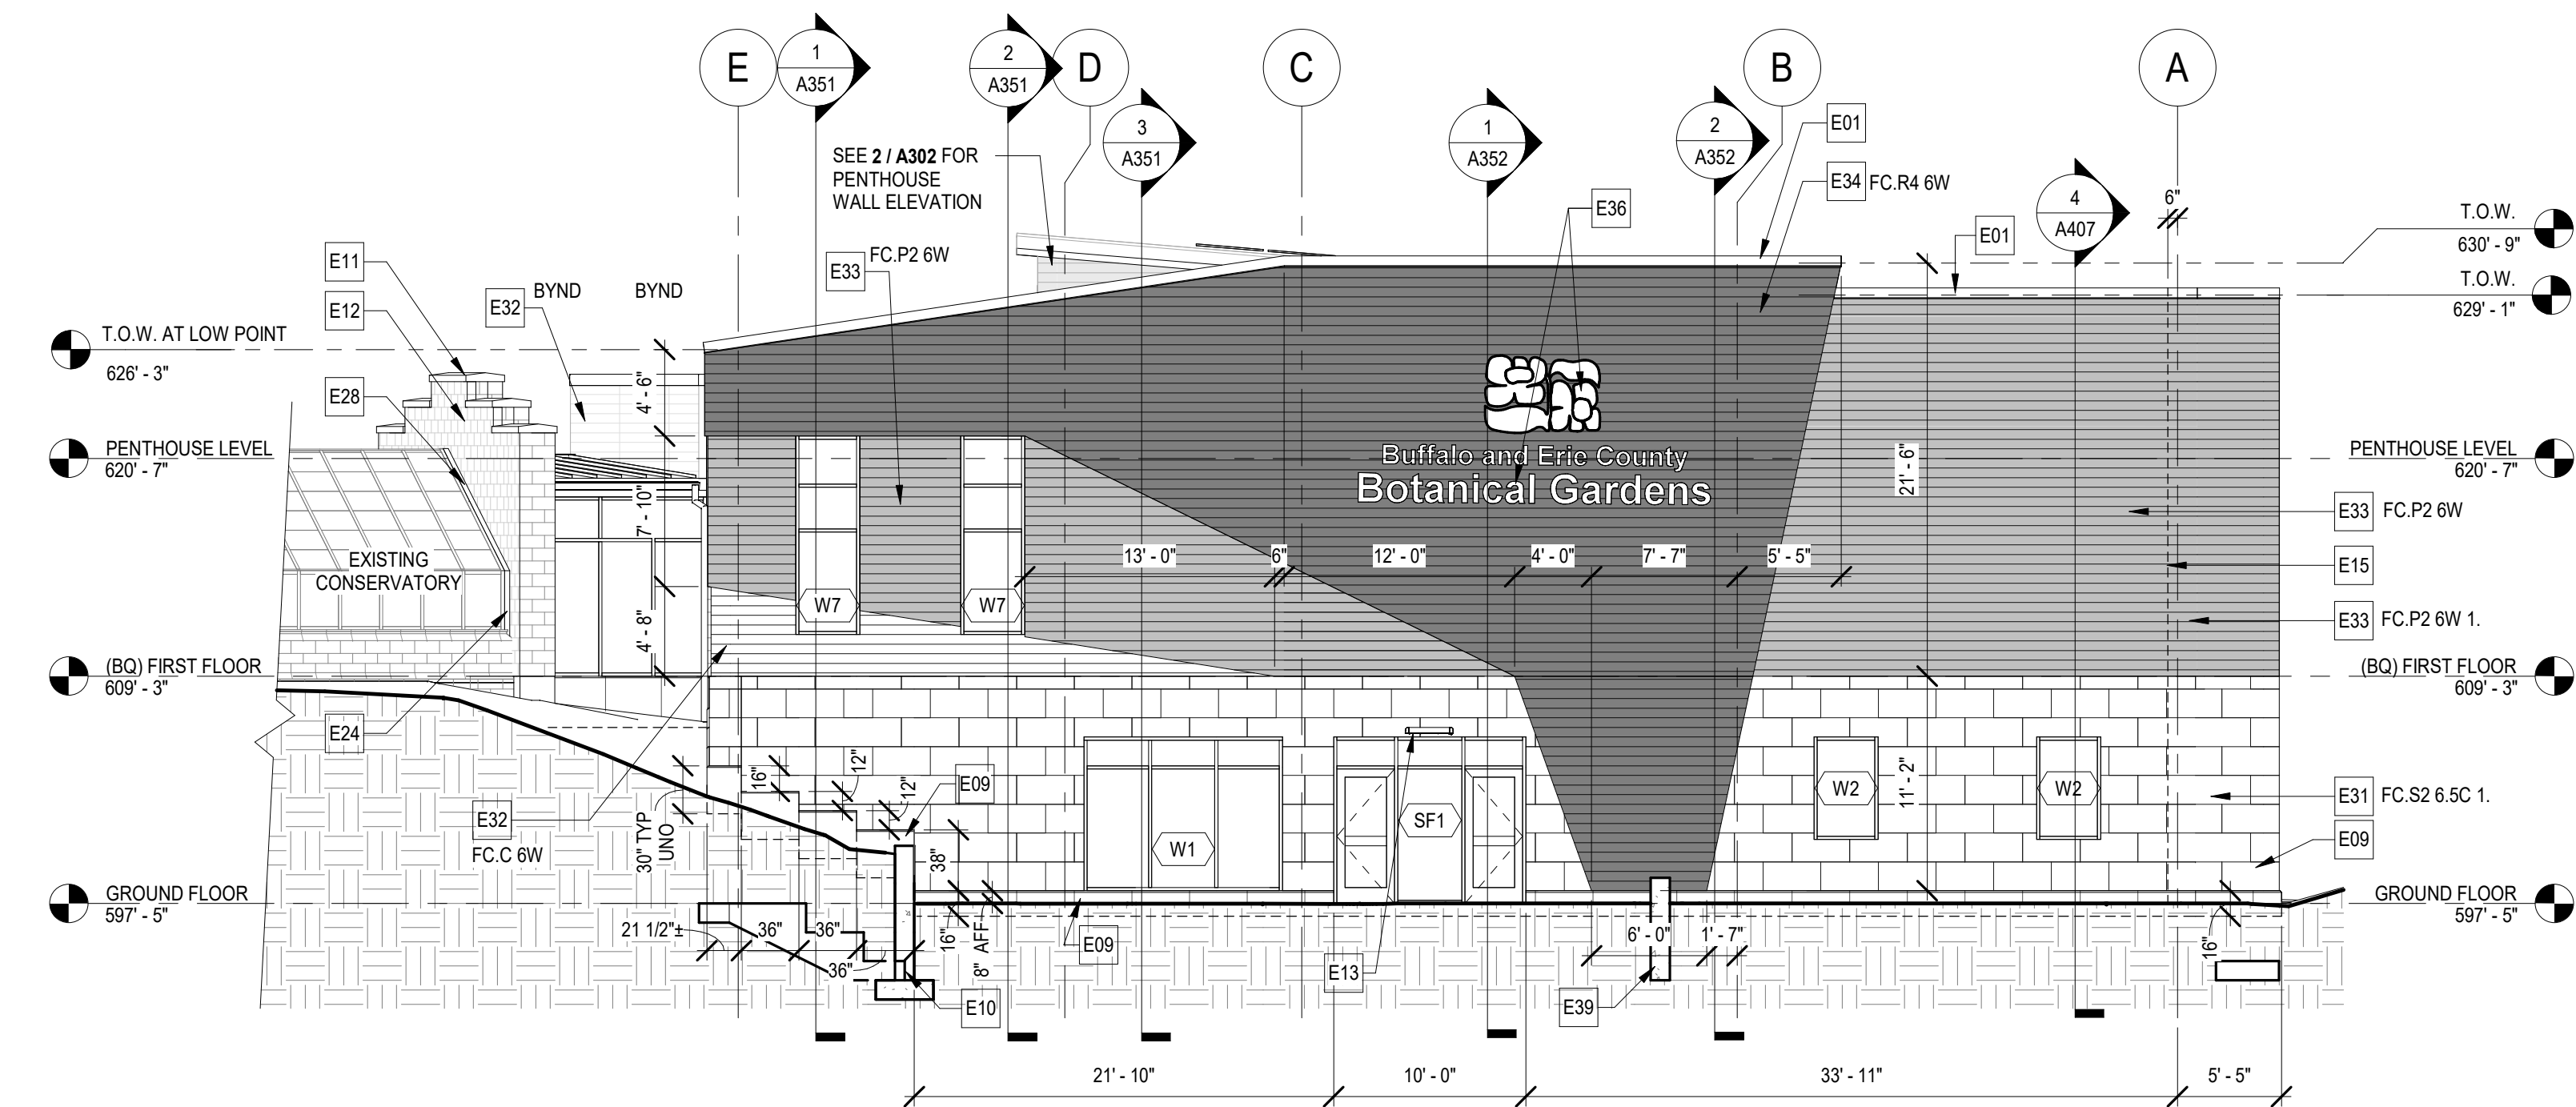 E
1
A351
2
A351
D
3
A351
C
1
A352
2
A352
B
A
4
A407
SEE 2 / A302 FOR
PENTHOUSE
WALL ELEVATION
E01
E34 FC.R4 6W
E36
E01
6"
T.O.W.
630' - 9"
T.O.W.
629' - 1"
E11
E12
E32 BYND
BYND
E33 FC.P2 6W
T.O.W. AT LOW POINT
626' - 3"
E28
4' - 6"
PENTHOUSE LEVEL
620' - 7"
Buffalo and Erie County
Botanical Gardens
21' - 6"
PENTHOUSE LEVEL
620' - 7"
7' - 10"
E33 FC.P2 6W
EXISTING
CONSERVATORY
13' - 0"
6"
12' - 0"
4' - 0"
7' - 7"
5' - 5"
E15
W7
W7
4' - 8"
E33 FC.P2 6W 1.
(BQ) FIRST FLOOR
609' - 3"
(BQ) FIRST FLOOR
609' - 3"
E24
16"
12"
12"
E09
W1
SF1
W2
11' - 2"
W2
E31 FC.S2 6.5C 1.
E32
FC.C 6W
30" TYP
UNO
38"
E09
GROUND FLOOR
597' - 5"
GROUND FLOOR
597' - 5"
21 1/2"±
36"
36"
36"
16"
8" AFF
E09
E13
6' - 0"
1' - 7"
16"
E10
E39
21' - 10"
10' - 0"
33' - 11"
5' - 5"